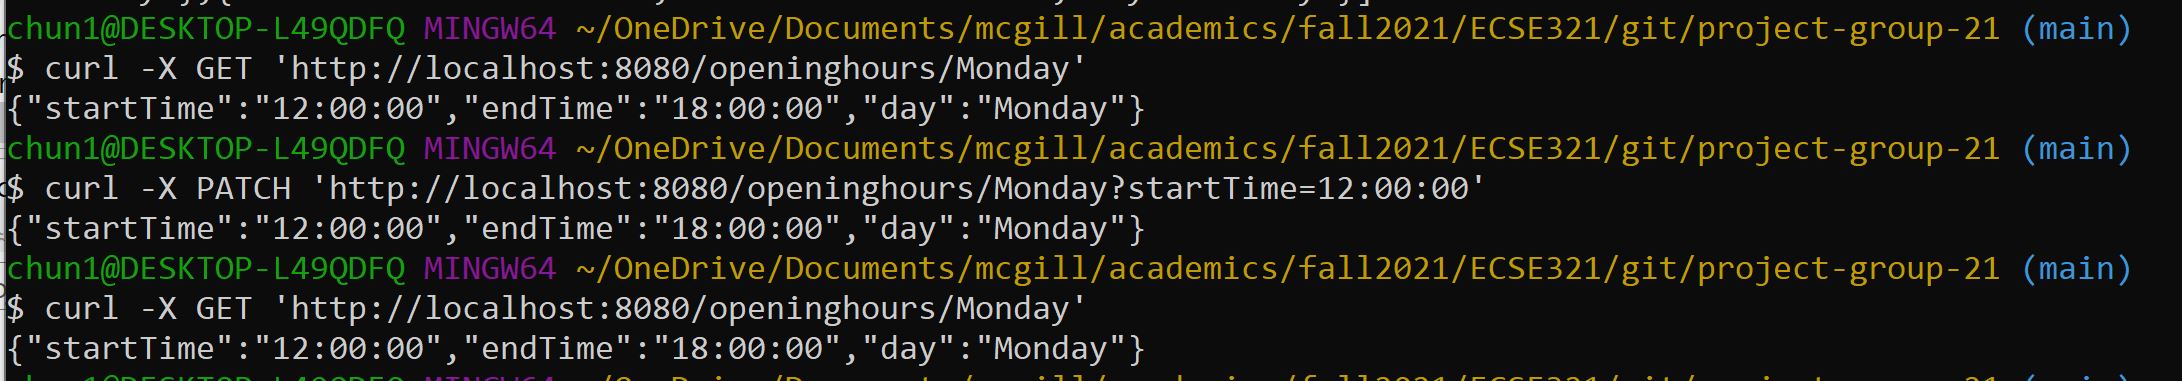 chun1@DESKTOP-L49QDFQ MINGW64 ~/OneDrive/Documents/mcgill/academics/fall2021/ECSE321/git/project-group-21 (main)
$ curl -X GET 'http://localhost:8080/openinghours/Monday'
{"startTime":"12:00:00","endTime":"18:00:00","day":"Monday"}
chun1@DESKTOP-L49QDFQ MINGW64 ~/OneDrive/Documents/mcgill/academics/fall2021/ECSE321/git/project-group-21 (main)
$ curl -X PATCH 'http://localhost:8080/openinghours/Monday?startTime=12:00:00'
{"startTime":"12:00:00","endTime":"18:00:00","day":"Monday"}
chun1@DESKTOP-L49QDFQ MINGW64 ~/OneDrive/Documents/mcgill/academics/fall2021/ECSE321/git/project-group-21 (main)
$ curl -X GET 'http://localhost:8080/openinghours/Monday'
{"startTime":"12:00:00","endTime":"18:00:00","day":"Monday"}